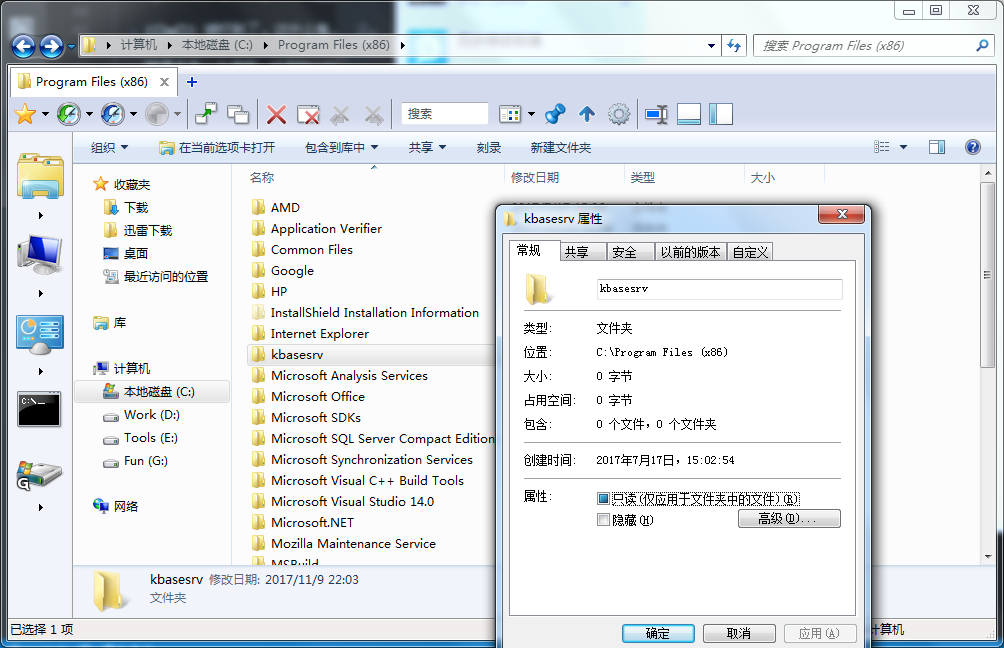 计算机 ▸ 本地磁盘 (C:) ▸ Program Files (x86) ▸
搜索 Program Files (x86)
Program Files (x86)
搜索
组织
在当前选项卡打开
包含到库中
共享
刻录
新建文件夹
收藏夹
下载
迅雷下载
桌面
最近访问的位置
库
计算机
本地磁盘 (C:)
Work (D:)
Tools (E:)
Fun (G:)
网络
名称
修改日期
类型
大小
AMD
Application Verifier
Common Files
Google
HP
InstallShield Installation Information
Internet Explorer
kbasesrv
Microsoft Analysis Services
Microsoft Office
Microsoft SDKs
Microsoft SQL Server Compact Edition
Microsoft Synchronization Services
Microsoft Visual C++ Build Tools
Microsoft Visual Studio 14.0
Microsoft.NET
Mozilla Maintenance Service
MSBuild
kbasesrv 属性
常规
共享
安全
以前的版本
自定义
kbasesrv
类型: 文件夹
位置: C:\Program Files (x86)
大小: 0 字节
占用空间: 0 字节
包含: 0 个文件，0 个文件夹
创建时间: 2017年7月17日，15:02:54
属性: 只读(仅应用于文件夹中的文件)(R)
隐藏(H)
高级(D)...
确定
取消
应用(A)
kbasesrv 修改日期: 2017/11/9 22:03
文件夹
已选择 1 项
计算机